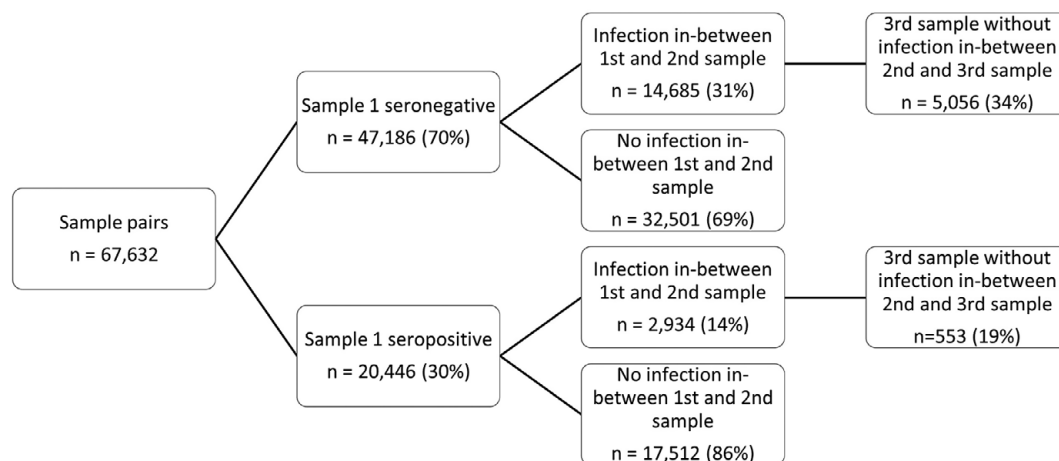 Sample pairs
n = 67,632
Sample 1 seronegative
n = 47,186 (70%)
Infection in-between
1st and 2nd sample
n = 14,685 (31%)
3rd sample without
infection in-between
2nd and 3rd sample
n = 5,056 (34%)
No infection in-
between 1st and 2nd
sample
n = 32,501 (69%)
Sample 1 seropositive
n = 20,446 (30%)
Infection in-between
1st and 2nd sample
n = 2,934 (14%)
3rd sample without
infection in-between
2nd and 3rd sample
n=553 (19%)
No infection in-
between 1st and 2nd
sample
n = 17,512 (86%)